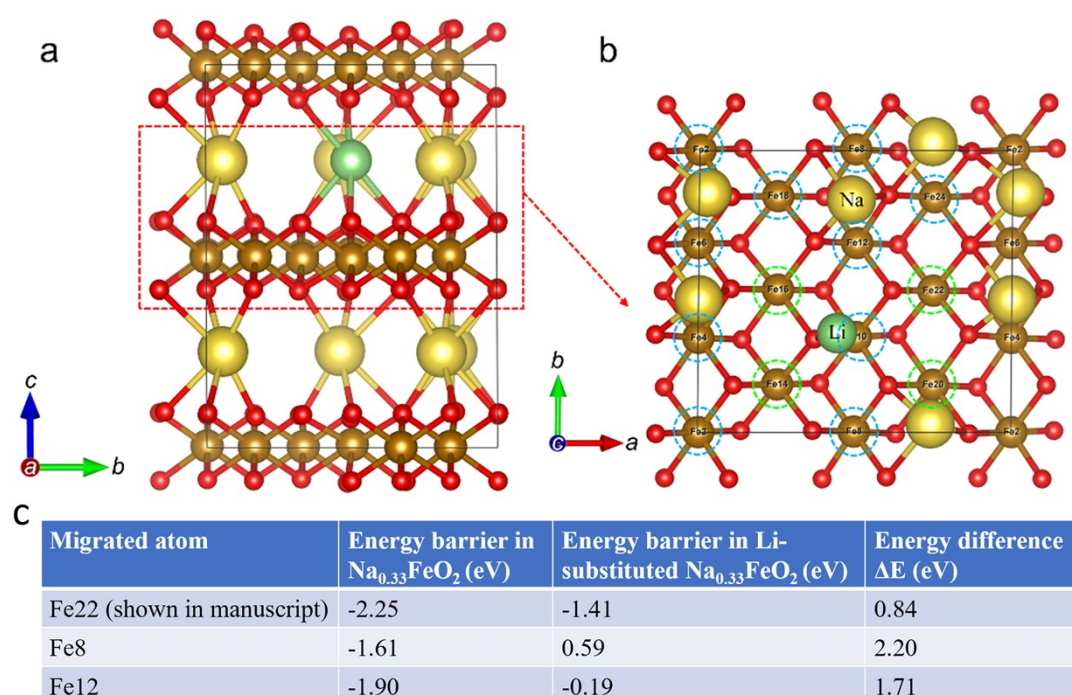 a
b
c
a
b
Fe2
Fe8
Fe2
Fe18
Na
Fe24
Fe6
Fe12
Fe6
Fe16
Fe22
Fe4
Li
10
Fe4
Fe14
Fe20
Fe2
Fe8
Fe2
b
c
a
c
Migrated atom
Energy barrier in Na₀.₃₃FeO₂ (eV)
Energy barrier in Li-substituted Na₀.₃₃FeO₂ (eV)
Energy difference ΔE (eV)
Fe22 (shown in manuscript) -2.25 -1.41 0.84
Fe8 -1.61 0.59 2.20
Fe12 -1.90 -0.19 1.71